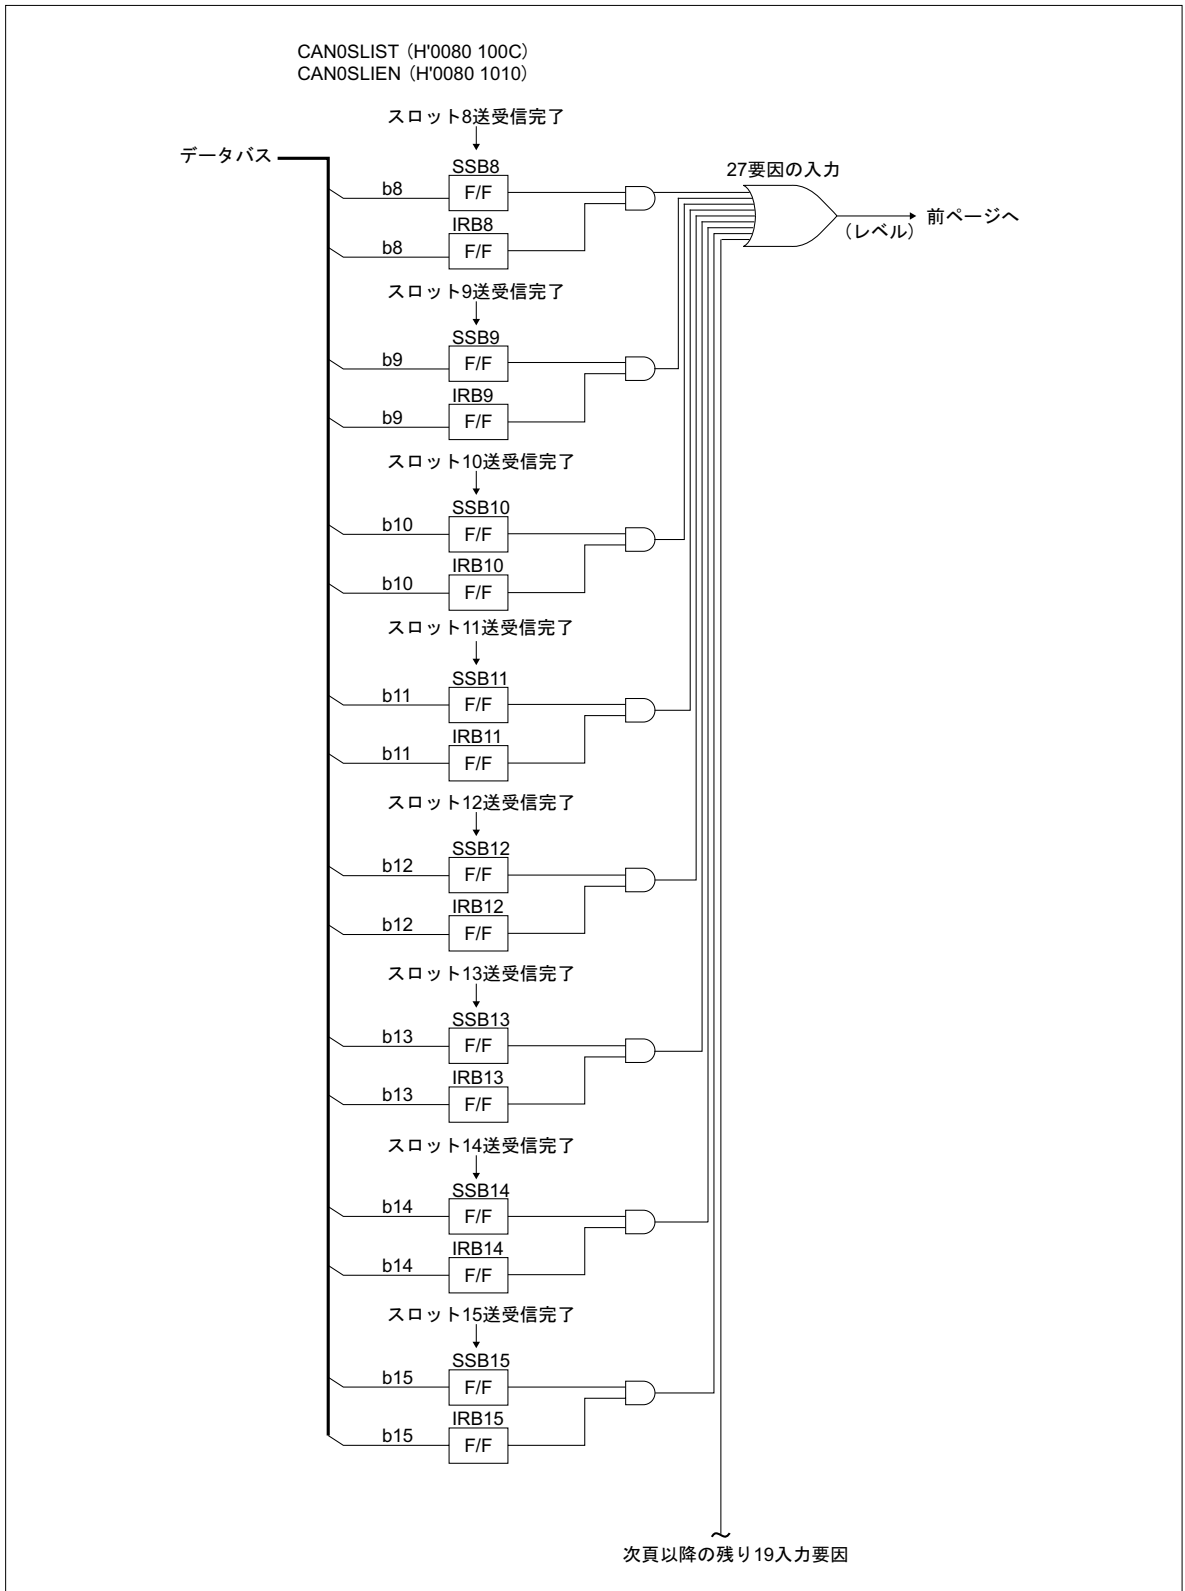 CAN0SLIST（H'0080 100C）
CAN0SLIEN（H'0080 1010）
スロット8送受信完了
データバス
27要因の入力
SSB8
b8
F/F
前ページへ
（レベル）
IRB8
b8
F/F
スロット9送受信完了
SSB9
b9
F/F
IRB9
b9
F/F
スロット10送受信完了
SSB10
b10
F/F
IRB10
b10
F/F
スロット11送受信完了
SSB11
b11
F/F
IRB11
b11
F/F
スロット12送受信完了
SSB12
b12
F/F
IRB12
b12
F/F
スロット13送受信完了
SSB13
b13
F/F
IRB13
b13
F/F
スロット14送受信完了
SSB14
b14
F/F
IRB14
b14
F/F
スロット15送受信完了
SSB15
b15
F/F
IRB15
b15
F/F
次頁以降の残り19入力要因